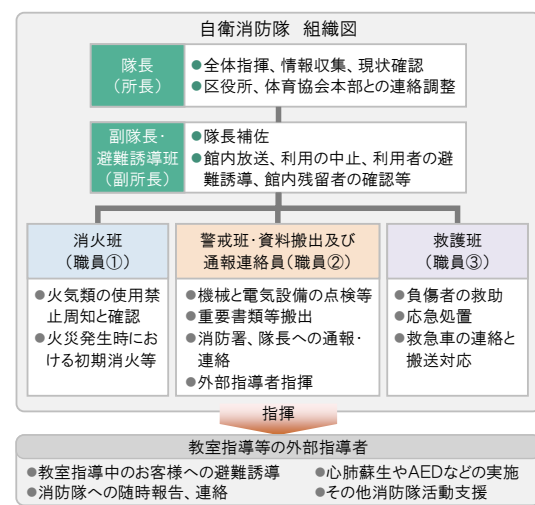 自衛消防隊 組織図
隊長
（所長）
●全体指揮、情報収集、現状確認
●区役所、体育協会本部との連絡調整
副隊長・
避難誘導班
（副所長）
●隊長補佐
●館内放送、利用の中止、利用者の避
難誘導、館内残留者の確認等
消火班
（職員①）
●火気類の使用禁
止周知と確認
●火災発生時にお
ける初期消火等
警戒班・資料搬出及び
通報連絡員（職員②）
●機械と電気設備の点検等
●重要書類等搬出
●消防署、隊長への通報・
連絡
●外部指導者指揮
救護班
（職員③）
●負傷者の救助
●応急処置
●救急車の連絡と
搬送対応
指揮
教室指導等の外部指導者
●教室指導中のお客様への避難誘導
●消防隊への随時報告、連絡
●心肺蘇生やAEDなどの実施
●その他消防隊活動支援